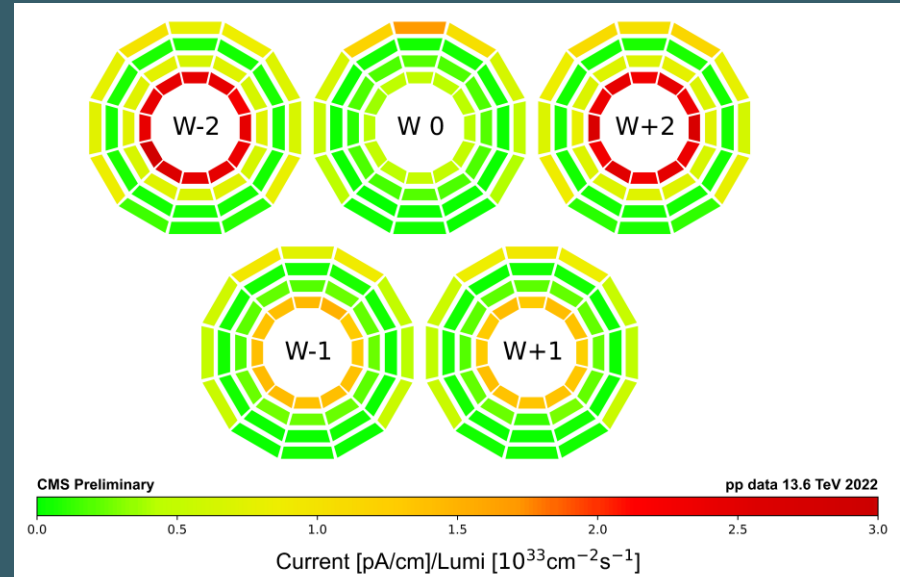 W-2
W 0
W+2
W-1
W+1
CMS Preliminary
pp data 13.6 TeV 2022
0.0
0.5
1.0
1.5
2.0
2.5
3.0
Current [pA/cm]/Lumi [10³³cm⁻²s⁻¹]